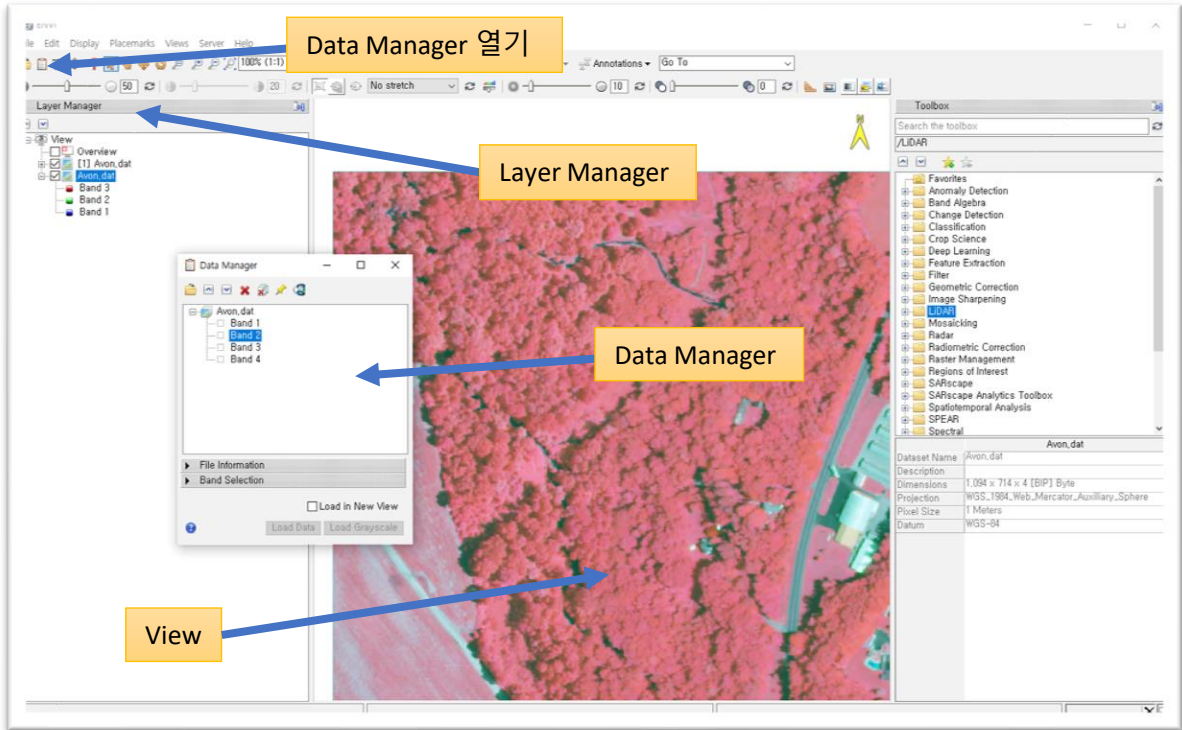 ENVI
File Edit Display Placemarks Views Server Help
Data Manager 열기
100% (1:1)
Annotations
Go To
50
20
No stretch
10
0
Layer Manager
View
Overview
[1] Avon.dat
Avon.dat
Band 3
Band 2
Band 1
Layer Manager
N
Data Manager
Avon.dat
Band 1
Band 2
Band 3
Band 4
File Information
Band Selection
Load in New View
Load Data Load Grayscale
Data Manager
View
Toolbox
Search the toolbox
/LiDAR
Favorites
Anomaly Detection
Band Algebra
Change Detection
Classification
Crop Science
Deep Learning
Feature Extraction
Filter
Geometric Correction
Image Sharpening
LiDAR
Mosaicking
Radar
Radiometric Correction
Raster Management
Regions of Interest
SARscape
SARscape Analytics Toolbox
Spatiotemporal Analysis
SPEAR
Spectral
Avon.dat
Dataset Name Avon.dat
Description
Dimensions 1,094 x 714 x 4 [BIP] Byte
Projection WGS_1984_Web_Mercator_Auxiliary_Sphere
Pixel Size 1 Meters
Datum WGS-84